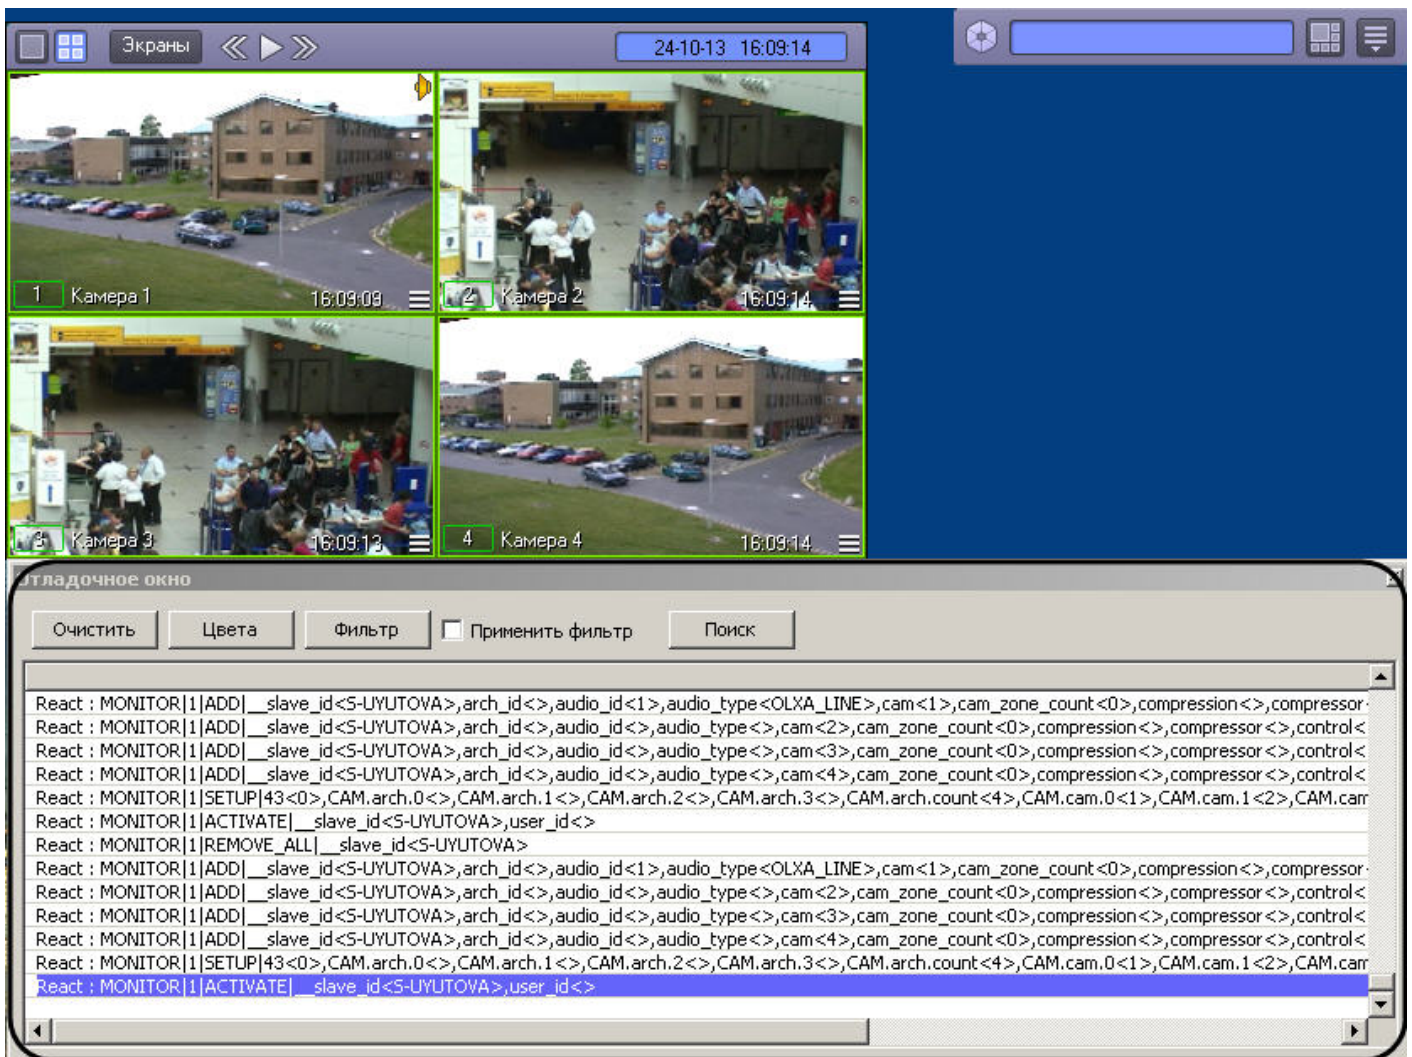 Экраны
24-10-13 16:09:14
1 Камера 1 16:09:09
2 Камера 2 16:09:14
3 Камера 3 16:09:13
4 Камера 4 16:09:14
Отладочное окно
Очистить Цвета Фильтр Применить фильтр Поиск
React : MONITOR|1|ADD|__slave_id<S-UYUTOVA>,arch_id<>,audio_id<1>,audio_type<OLXA_LINE>,cam<1>,cam_zone_count<0>,compression<>,compressor
React : MONITOR|1|ADD|__slave_id<S-UYUTOVA>,arch_id<>,audio_id<>,audio_type<>,cam<2>,cam_zone_count<0>,compression<>,compressor<>,control<
React : MONITOR|1|ADD|__slave_id<S-UYUTOVA>,arch_id<>,audio_id<>,audio_type<>,cam<3>,cam_zone_count<0>,compression<>,compressor<>,control<
React : MONITOR|1|ADD|__slave_id<S-UYUTOVA>,arch_id<>,audio_id<>,audio_type<>,cam<4>,cam_zone_count<0>,compression<>,compressor<>,control<
React : MONITOR|1|SETUP|43<0>,CAM.arch.0<>,CAM.arch.1<>,CAM.arch.2<>,CAM.arch.3<>,CAM.arch.count<4>,CAM.cam.0<1>,CAM.cam.1<2>,CAM.cam
React : MONITOR|1|ACTIVATE|__slave_id<S-UYUTOVA>,user_id<>
React : MONITOR|1|REMOVE_ALL|__slave_id<S-UYUTOVA>
React : MONITOR|1|ADD|__slave_id<S-UYUTOVA>,arch_id<>,audio_id<1>,audio_type<OLXA_LINE>,cam<1>,cam_zone_count<0>,compression<>,compressor
React : MONITOR|1|ADD|__slave_id<S-UYUTOVA>,arch_id<>,audio_id<>,audio_type<>,cam<2>,cam_zone_count<0>,compression<>,compressor<>,control<
React : MONITOR|1|ADD|__slave_id<S-UYUTOVA>,arch_id<>,audio_id<>,audio_type<>,cam<3>,cam_zone_count<0>,compression<>,compressor<>,control<
React : MONITOR|1|ADD|__slave_id<S-UYUTOVA>,arch_id<>,audio_id<>,audio_type<>,cam<4>,cam_zone_count<0>,compression<>,compressor<>,control<
React : MONITOR|1|SETUP|43<0>,CAM.arch.0<>,CAM.arch.1<>,CAM.arch.2<>,CAM.arch.3<>,CAM.arch.count<4>,CAM.cam.0<1>,CAM.cam.1<2>,CAM.cam
React : MONITOR|1|ACTIVATE|__slave_id<S-UYUTOVA>,user_id<>